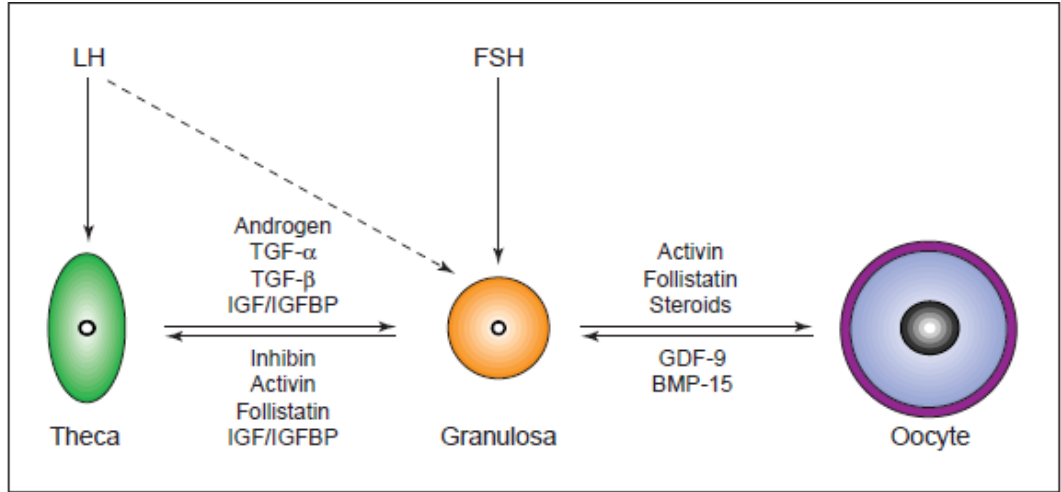 LH
FSH
Androgen
TGF-α
TGF-β
IGF/IGFBP
Inhibin
Activin
Follistatin
IGF/IGFBP
Activin
Follistatin
Steroids
GDF-9
BMP-15
Theca
Granulosa
Oocyte